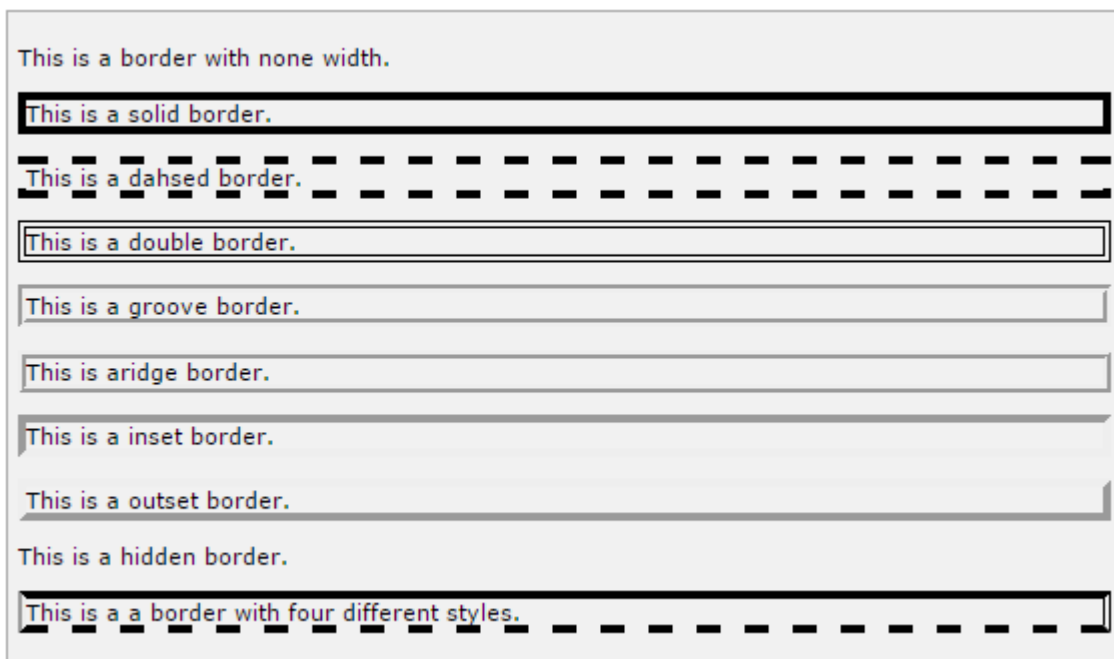 This is a border with none width.
This is a solid border.
This is a dahsed border.
This is a double border.
This is a groove border.
This is aridge border.
This is a inset border.
This is a outset border.
This is a hidden border.
This is a a border with four different styles.